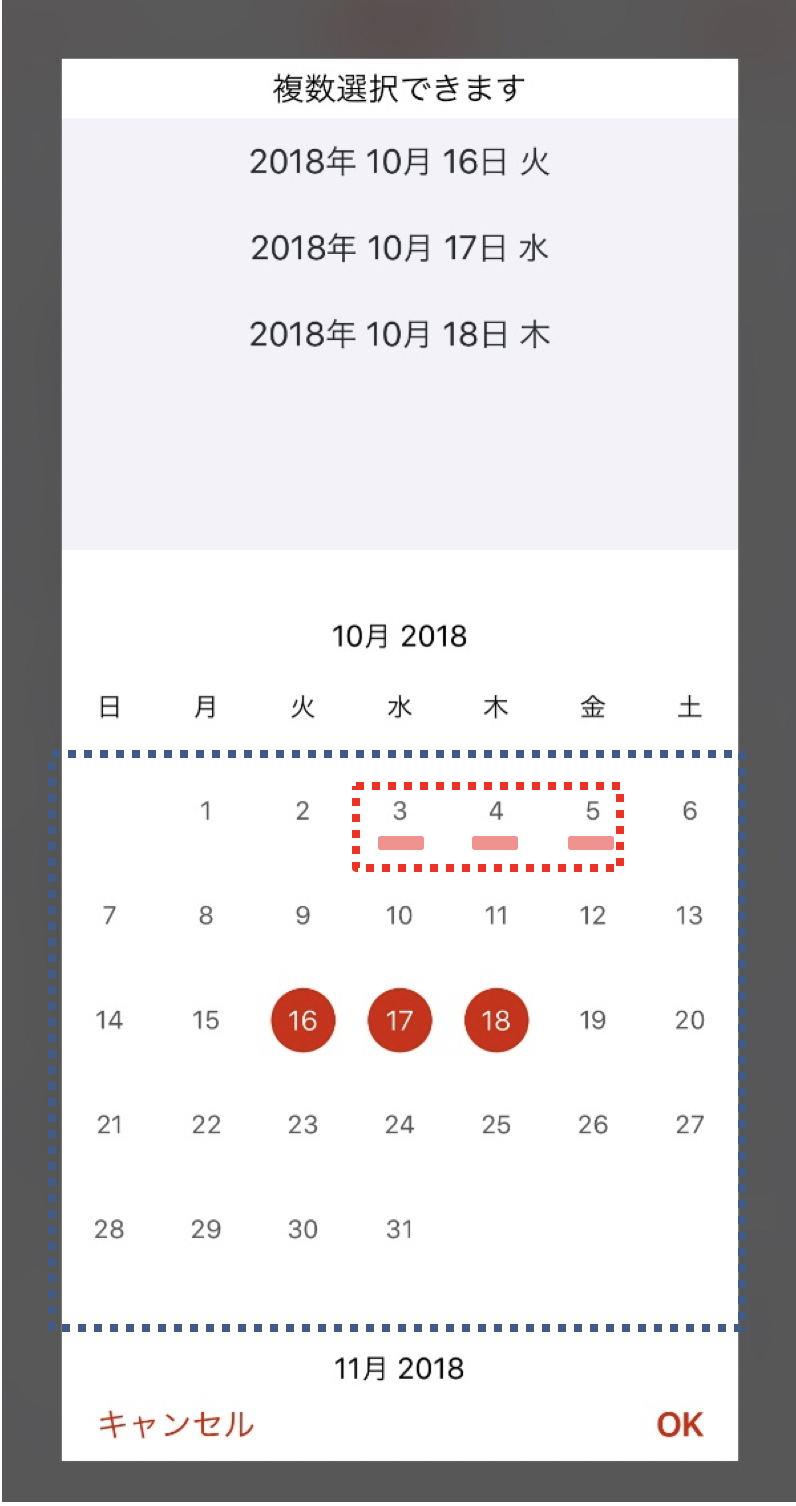 複数選択できます
2018年 10月 16日 火
2018年 10月 17日 水
2018年 10月 18日 木
10月 2018
日 月 火 水 木 金 土
1 2 3 4 5 6
7 8 9 10 11 12 13
14 15 16 17 18 19 20
21 22 23 24 25 26 27
28 29 30 31
11月 2018
キャンセル OK